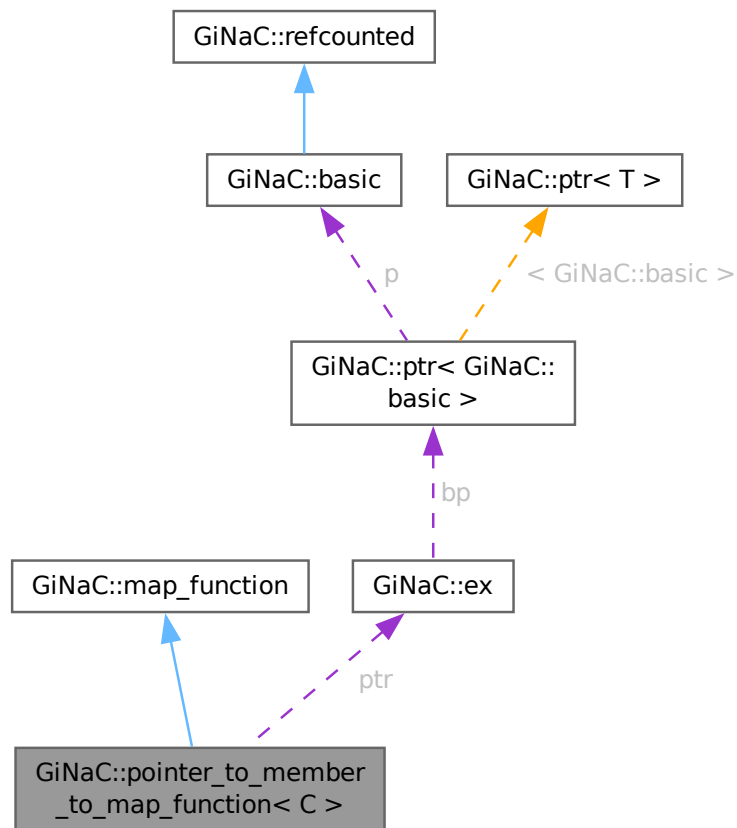 GiNaC::refcounted
GiNaC::basic
GiNaC::ptr< T >
p
< GiNaC::basic >
GiNaC::ptr< GiNaC::
basic >
bp
GiNaC::map_function
GiNaC::ex
ptr
GiNaC::pointer_to_member
_to_map_function< C >